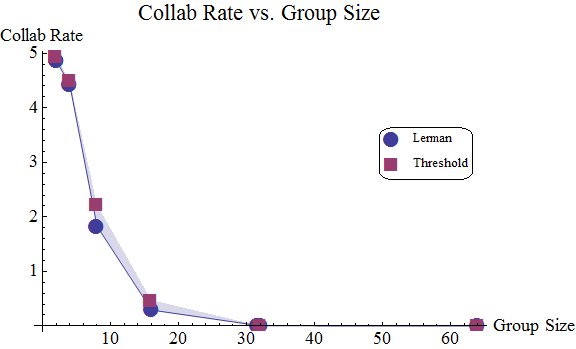 Collab Rate vs. Group Size
Collab Rate
5
4
3
2
1
Lerman
Threshold
10 20 30 40 50 60 Group Size